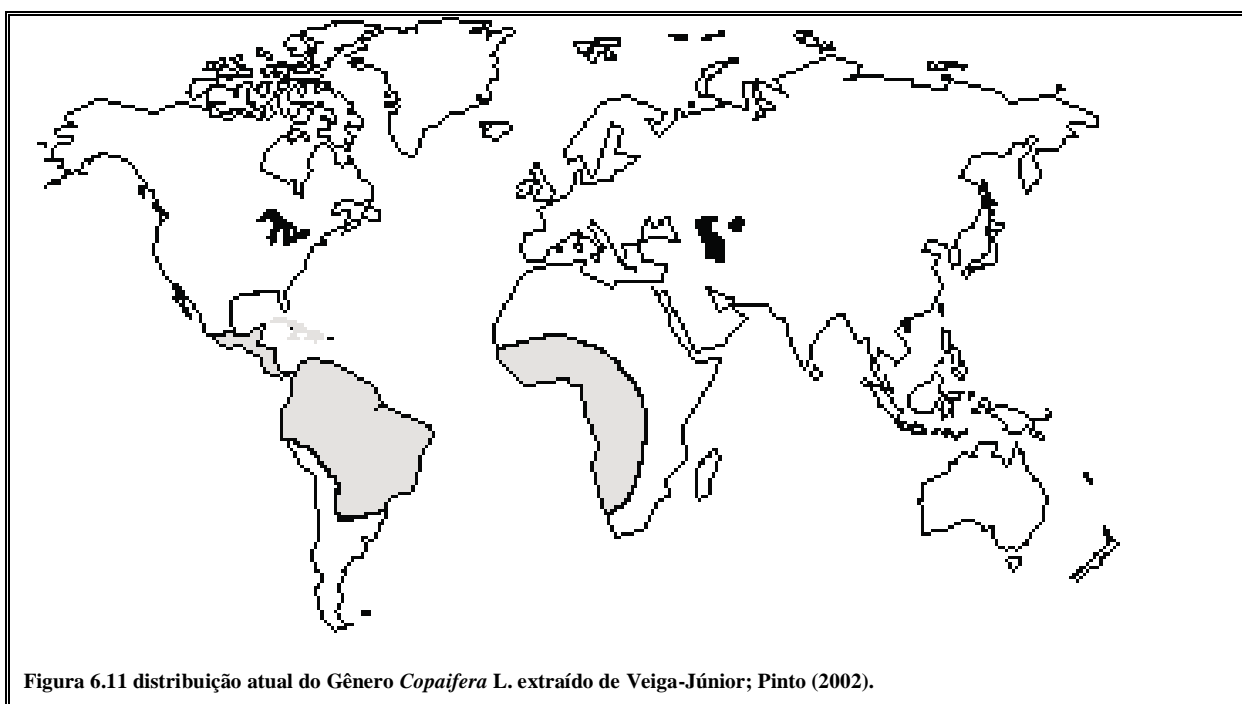 Figura 6.11 distribuição atual do Gênero Copaifera L. extraído de Veiga-Júnior; Pinto (2002).